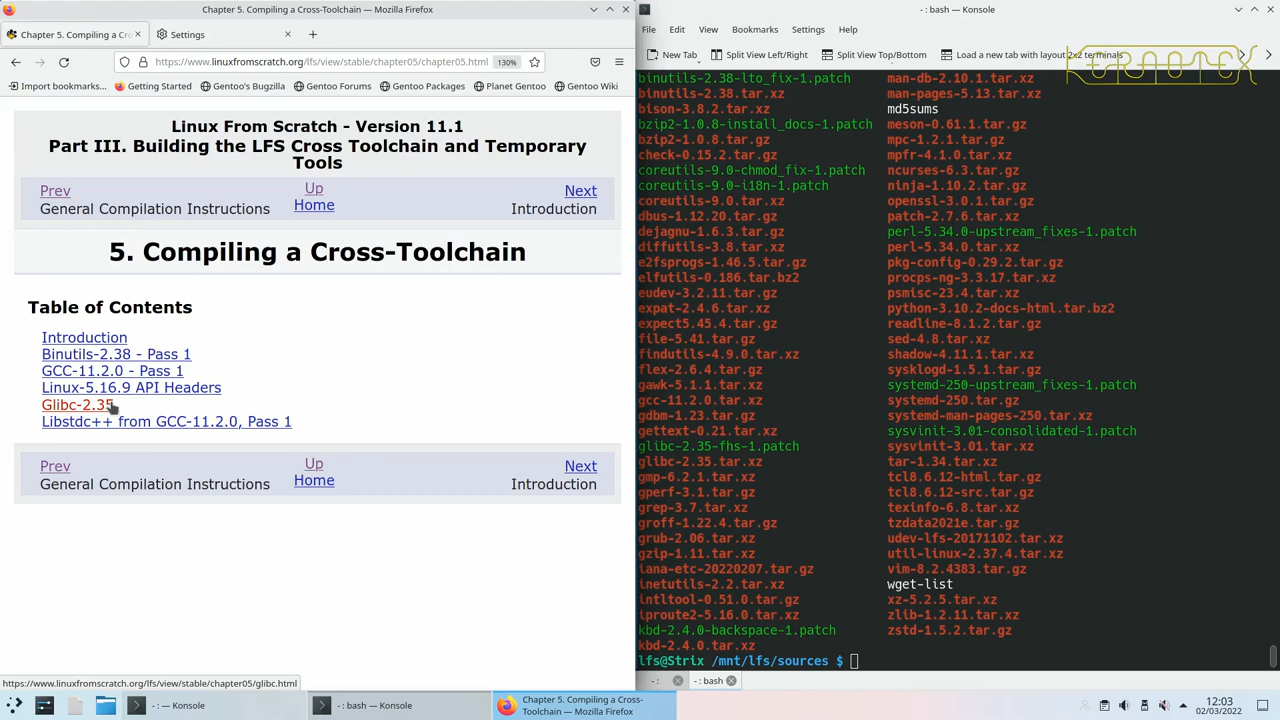 Chapter 5. Compiling a Cross-Toolchain — Mozilla Firefox
Chapter 5. Compiling a Cr
Settings
https://www.linuxfromscratch.org/lfs/view/stable/chapter05/chapter05.html
130%
Import bookmarks...
Getting Started
Gentoo's Bugzilla
Gentoo Forums
Gentoo Packages
Planet Gentoo
Gentoo Wiki
Linux From Scratch - Version 11.1
Part III. Building the LFS Cross Toolchain and Temporary
Tools
Prev
Up
Next
General Compilation Instructions
Home
Introduction
5. Compiling a Cross-Toolchain
Table of Contents
Introduction
Binutils-2.38 - Pass 1
GCC-11.2.0 - Pass 1
Linux-5.16.9 API Headers
Glibc-2.35
Libstdc++ from GCC-11.2.0, Pass 1
Prev
Up
Next
General Compilation Instructions
Home
Introduction
https://www.linuxfromscratch.org/lfs/view/stable/chapter05/glibc.html
- : bash — Konsole
File Edit View Bookmarks Settings Help
New Tab
Split View Left/Right
Split View Top/Bottom
Load a new tab with layout 2x2 terminals
KERNOTEX
binutils-2.38-lto_fix-1.patch man-db-2.10.1.tar.xz
binutils-2.38.tar.xz man-pages-5.13.tar.xz
bison-3.8.2.tar.xz md5sums
bzip2-1.0.8-install_docs-1.patch meson-0.61.1.tar.gz
bzip2-1.0.8.tar.gz mpc-1.2.1.tar.gz
check-0.15.2.tar.gz mpfr-4.1.0.tar.xz
coreutils-9.0-chmod_fix-1.patch ncurses-6.3.tar.gz
coreutils-9.0-i18n-1.patch ninja-1.10.2.tar.gz
coreutils-9.0.tar.xz openssl-3.0.1.tar.gz
dbus-1.12.20.tar.gz patch-2.7.6.tar.xz
dejagnu-1.6.3.tar.gz perl-5.34.0-upstream_fixes-1.patch
diffutils-3.8.tar.xz perl-5.34.0.tar.xz
e2fsprogs-1.46.5.tar.gz pkg-config-0.29.2.tar.gz
elfutils-0.186.tar.bz2 procps-ng-3.3.17.tar.xz
eudev-3.2.11.tar.gz psmisc-23.4.tar.xz
expat-2.4.6.tar.xz python-3.10.2-docs-html.tar.bz2
expect5.45.4.tar.gz readline-8.1.2.tar.gz
file-5.41.tar.gz sed-4.8.tar.xz
findutils-4.9.0.tar.xz shadow-4.11.1.tar.xz
flex-2.6.4.tar.gz sysklogd-1.5.1.tar.gz
gawk-5.1.1.tar.xz systemd-250-upstream_fixes-1.patch
gcc-11.2.0.tar.xz systemd-250.tar.gz
gdbm-1.23.tar.gz systemd-man-pages-250.tar.xz
gettext-0.21.tar.xz sysvinit-3.01-consolidated-1.patch
glibc-2.35-fhs-1.patch sysvinit-3.01.tar.xz
glibc-2.35.tar.xz tar-1.34.tar.xz
gmp-6.2.1.tar.xz tcl8.6.12-html.tar.gz
gperf-3.1.tar.gz tcl8.6.12-src.tar.gz
grep-3.7.tar.xz texinfo-6.8.tar.xz
groff-1.22.4.tar.gz tzdata2021e.tar.gz
grub-2.06.tar.xz udev-lfs-20171102.tar.xz
gzip-1.11.tar.xz util-linux-2.37.4.tar.xz
iana-etc-20220207.tar.gz vim-8.2.4383.tar.gz
inetutils-2.2.tar.xz wget-list
intltool-0.51.0.tar.gz xz-5.2.5.tar.xz
iproute2-5.16.0.tar.xz zlib-1.2.11.tar.xz
kbd-2.4.0-backspace-1.patch zstd-1.5.2.tar.gz
kbd-2.4.0.tar.xz
lfs@Strix /mnt/lfs/sources $
- :
- : bash
- : — Konsole
- : bash — Konsole
Chapter 5. Compiling a Cross-
Toolchain — Mozilla Firefox
12:03
02/03/2022